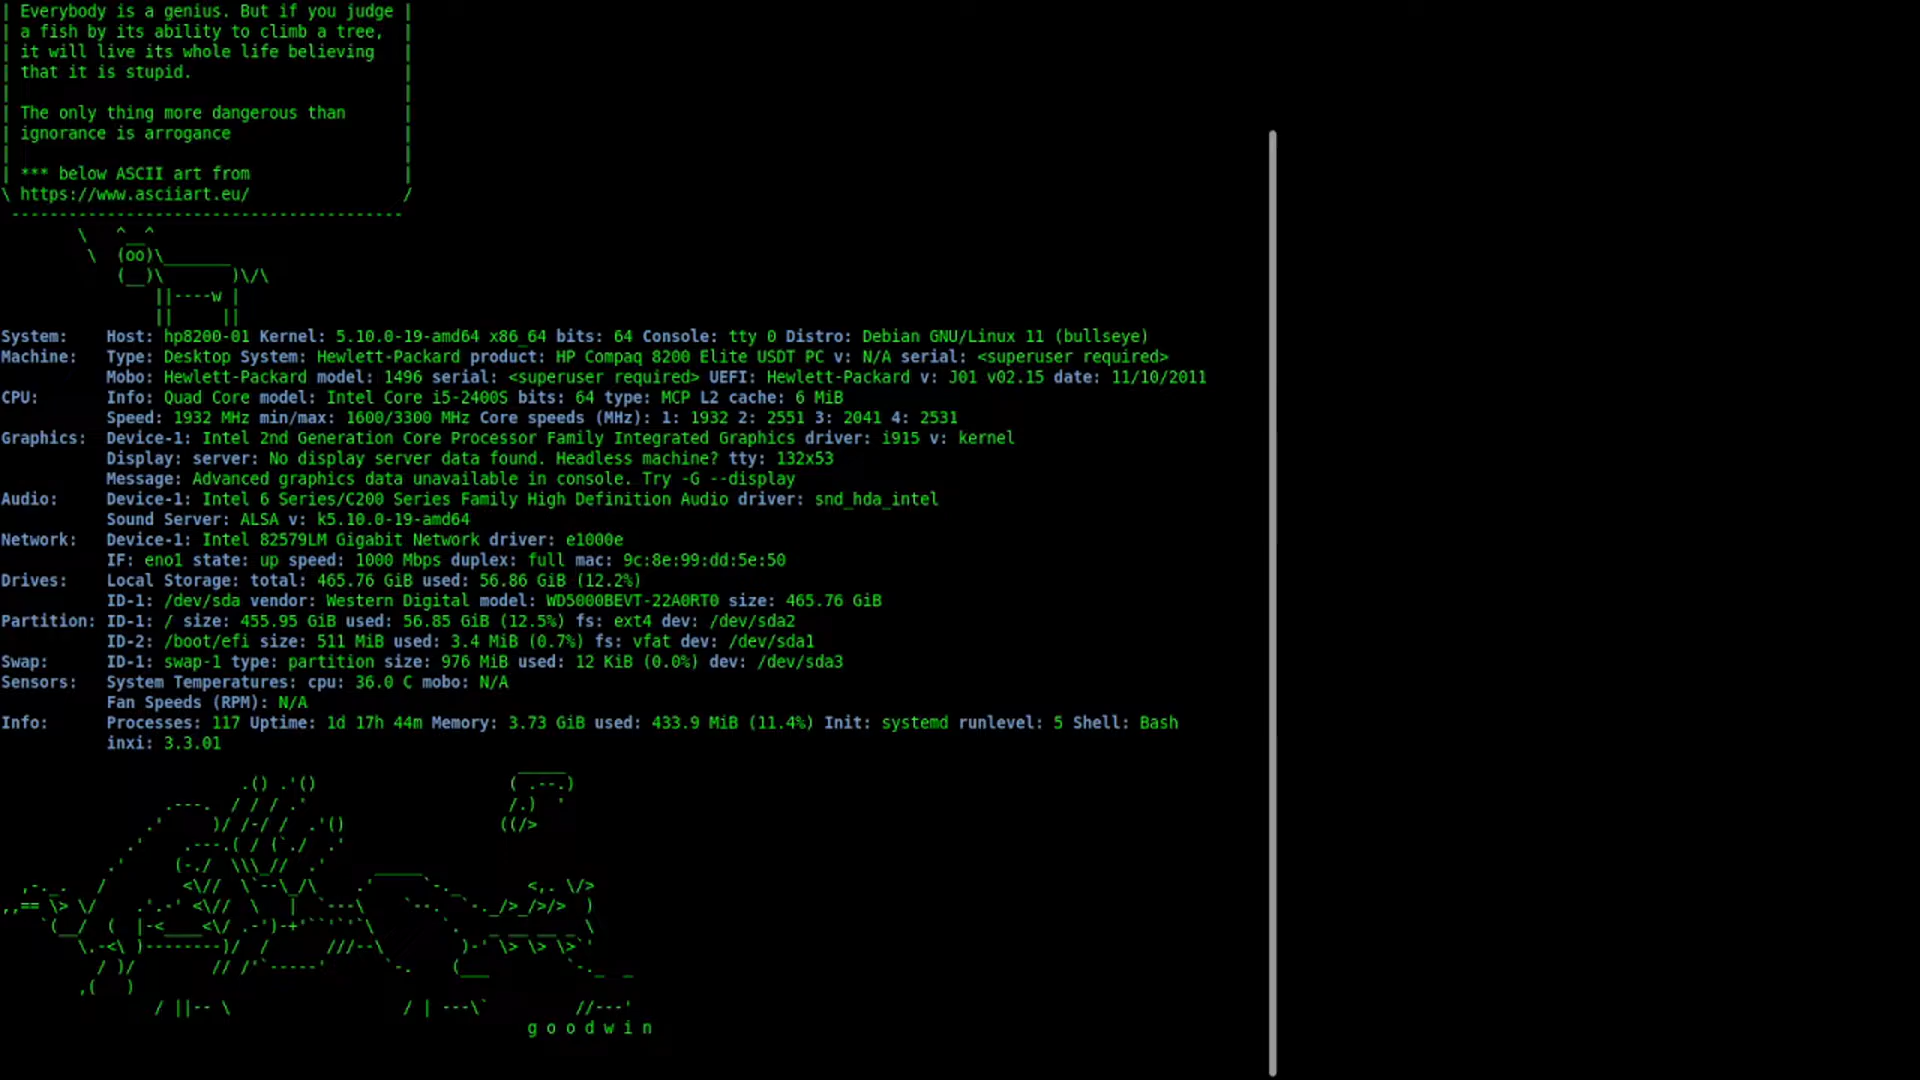 Everybody is a genius. But if you judge
a fish by its ability to climb a tree,
it will live its whole life believing
that it is stupid.
The only thing more dangerous than
ignorance is arrogance
*** below ASCII art from
https://www.asciiart.eu/
System: Host: hp8200-01 Kernel: 5.10.0-19-amd64 x86_64 bits: 64 Console: tty 0 Distro: Debian GNU/Linux 11 (bullseye)
Machine: Type: Desktop System: Hewlett-Packard product: HP Compaq 8200 Elite USDT PC v: N/A serial: <superuser required>
Mobo: Hewlett-Packard model: 1496 serial: <superuser required> UEFI: Hewlett-Packard v: J01 v02.15 date: 11/10/2011
CPU: Info: Quad Core model: Intel Core i5-2400S bits: 64 type: MCP L2 cache: 6 MiB
Speed: 1932 MHz min/max: 1600/3300 MHz Core speeds (MHz): 1: 1932 2: 2551 3: 2041 4: 2531
Graphics: Device-1: Intel 2nd Generation Core Processor Family Integrated Graphics driver: i915 v: kernel
Display: server: No display server data found. Headless machine? tty: 132x53
Message: Advanced graphics data unavailable in console. Try -G --display
Audio: Device-1: Intel 6 Series/C200 Series Family High Definition Audio driver: snd_hda_intel
Sound Server: ALSA v: k5.10.0-19-amd64
Network: Device-1: Intel 82579LM Gigabit Network driver: e1000e
IF: eno1 state: up speed: 1000 Mbps duplex: full mac: 9c:8e:99:dd:5e:50
Drives: Local Storage: total: 465.76 GiB used: 56.86 GiB (12.2%)
ID-1: /dev/sda vendor: Western Digital model: WD5000BEVT-22A0RT0 size: 465.76 GiB
Partition: ID-1: / size: 455.95 GiB used: 56.85 GiB (12.5%) fs: ext4 dev: /dev/sda2
ID-2: /boot/efi size: 511 MiB used: 3.4 MiB (0.7%) fs: vfat dev: /dev/sda1
Swap: ID-1: swap-1 type: partition size: 976 MiB used: 12 KiB (0.0%) dev: /dev/sda3
Sensors: System Temperatures: cpu: 36.0 C mobo: N/A
Fan Speeds (RPM): N/A
Info: Processes: 117 Uptime: 1d 17h 44m Memory: 3.73 GiB used: 433.9 MiB (11.4%) Init: systemd runlevel: 5 Shell: Bash
inxi: 3.3.01
g o o d w i n